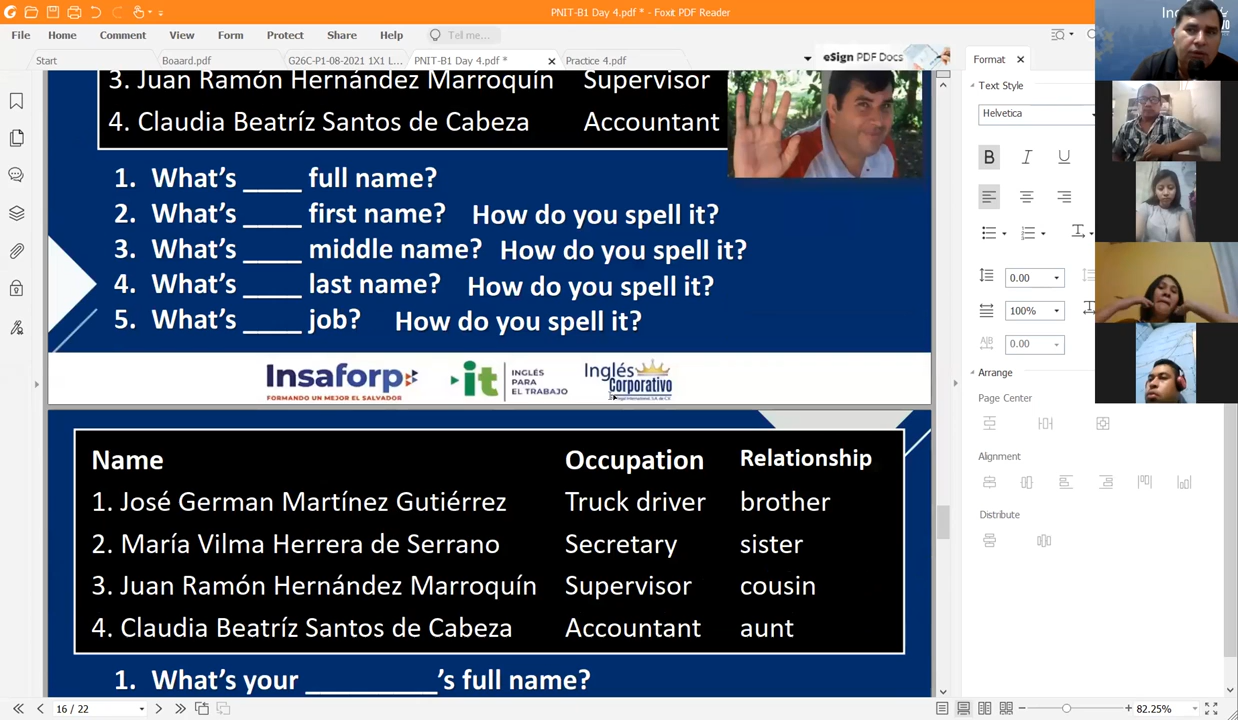 PNIT-B1 Day 4.pdf * - Foxit PDF Reader
File Home Comment View Form Protect Share Help Tell me...
Start Boaard.pdf G26C-P1-08-2021 1X1 L... PNIT-B1 Day 4.pdf * Practice 4.pdf eSign PDF Docs
3. Juan Ramón Hernández Marroquín Supervisor
4. Claudia Beatríz Santos de Cabeza Accountant
1. What's ____ full name?
2. What's ____ first name? How do you spell it?
3. What's ____ middle name? How do you spell it?
4. What's ____ last name? How do you spell it?
5. What's ____ job? How do you spell it?
Insaforp
FORMANDO UN MEJOR EL SALVADOR
it INGLÉS
PARA
EL TRABAJO
Inglés
Corporativo
Name Occupation Relationship
1. José German Martínez Gutiérrez Truck driver brother
2. María Vilma Herrera de Serrano Secretary sister
3. Juan Ramón Hernández Marroquín Supervisor cousin
4. Claudia Beatríz Santos de Cabeza Accountant aunt
1. What's your _________'s full name?
Format
Text Style
Helvetica
B I U
0.00
100%
0.00
Arrange
Page Center
Alignment
Distribute
16 / 22
82.25%